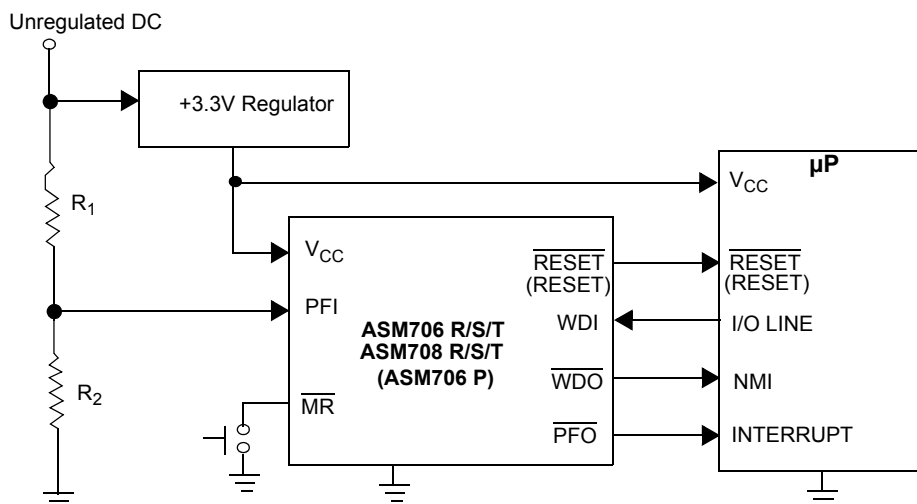 Unregulated DC
+3.3V Regulator
R1
R2
VCC
PFI
MR
ASM706 R/S/T
ASM708 R/S/T
(ASM706 P)
RESET
(RESET)
WDI
WDO
PFO
µP
VCC
RESET
(RESET)
I/O LINE
NMI
INTERRUPT